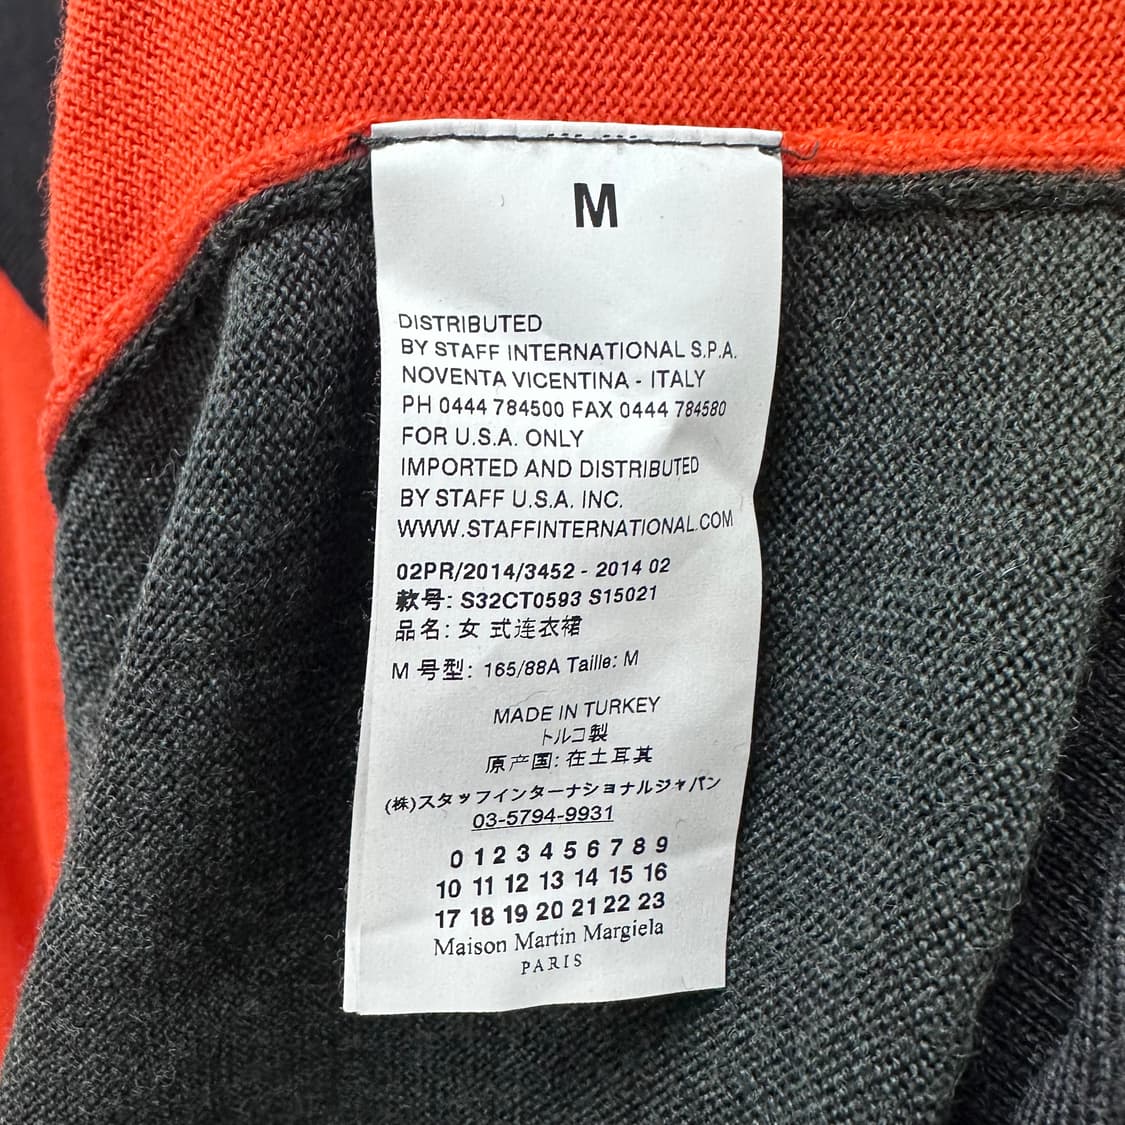 M
DISTRIBUTED
BY STAFF INTERNATIONAL S.P.A.
NOVENTA VICENTINA - ITALY
PH 0444 784500 FAX 0444 784580
FOR U.S.A. ONLY
IMPORTED AND DISTRIBUTED
BY STAFF U.S.A. INC.
WWW.STAFFINTERNATIONAL.COM
02PR/2014/3452 - 2014 02
款号: S32CT0593 S15021
品名: 女 式连衣裙
M 号型: 165/88A Taille: M
MADE IN TURKEY
トルコ製
原产国: 在土耳其
(株)スタッフインターナショナルジャパン
03-5794-9931
0 1 2 3 4 5 6 7 8 9
10 11 12 13 14 15 16
17 18 19 20 21 22 23
Maison Martin Margiela
PARIS